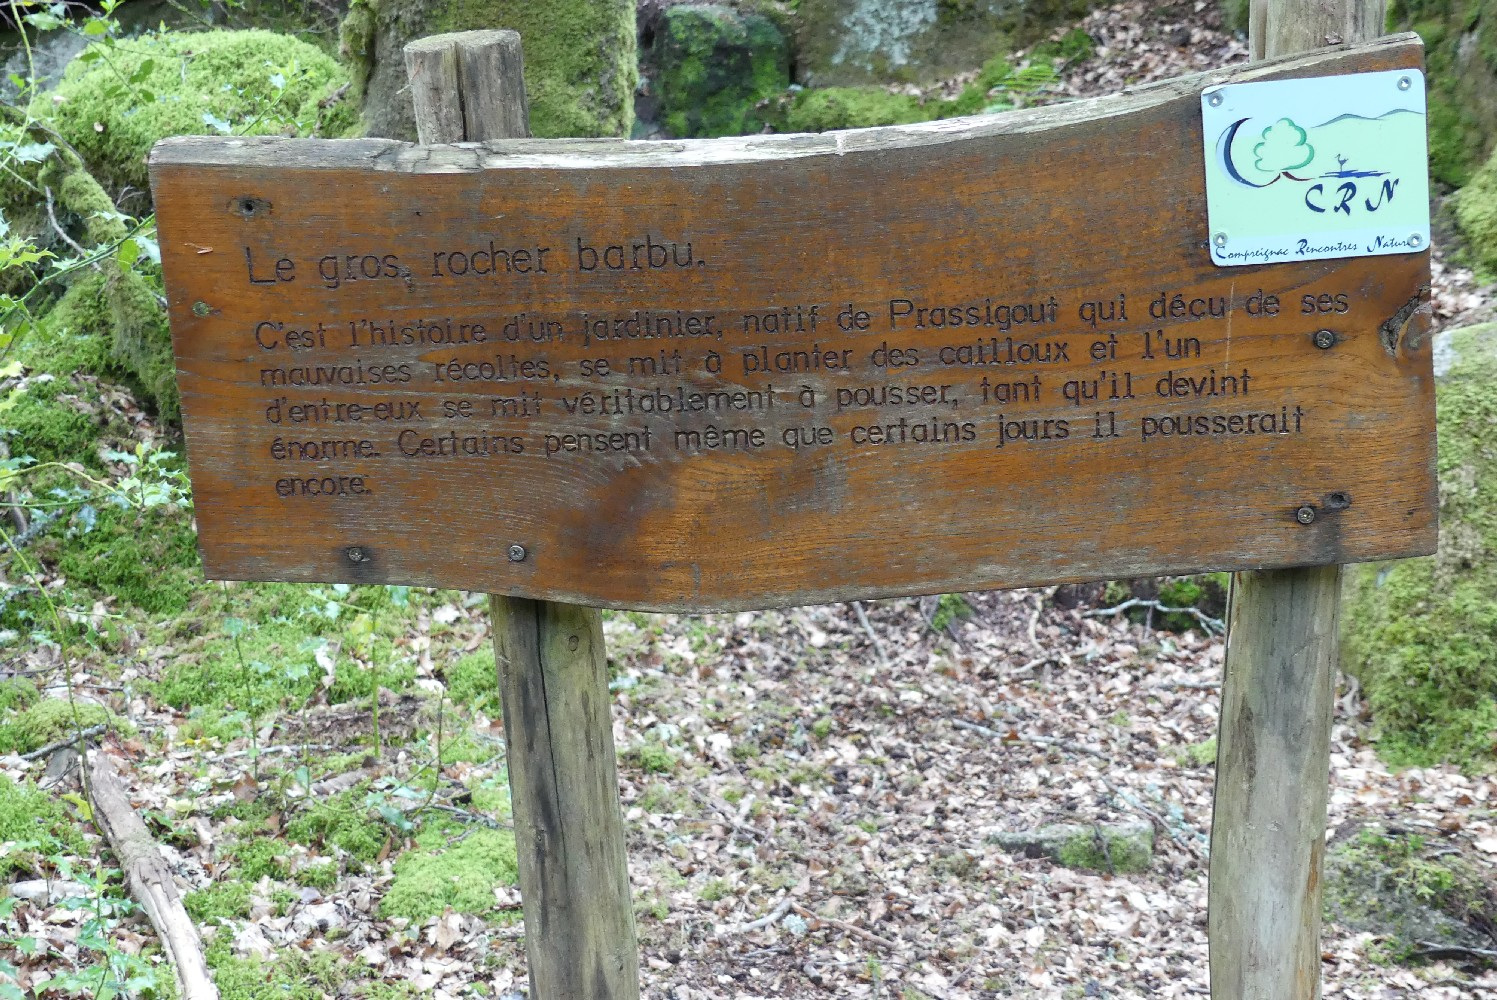 Le gros, rocher barbu.
C'est l'histoire d'un jardinier, natif de Prassigout qui décu de ses
mauvaises récoltes, se mit à planter des cailloux et l'un
d'entre-eux se mit véritablement à pousser, tant qu'il devint
énorme. Certains pensent même que certains jours il pousserait
encore.
CRN
Compreignac Rencontres Nature